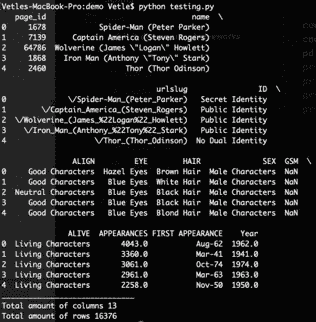 Vetles-MacBook-Pro:demo Vetle$ python testing.py
page_id name \
0 1678 Spider-Man (Peter Parker)
1 7139 Captain America (Steven Rogers)
2 64786 Wolverine (James \"Logan\" Howlett)
3 1868 Iron Man (Anthony \"Tony\" Stark)
4 2460 Thor (Thor Odinson)
urlslug ID \
0 \/Spider-Man_(Peter_Parker) Secret Identity
1 \/Captain_America_(Steven_Rogers) Public Identity
2 \/Wolverine_(James_%22Logan%22_Howlett) Public Identity
3 \/Iron_Man_(Anthony_%22Tony%22_Stark) Public Identity
4 \/Thor_(Thor_Odinson) No Dual Identity
ALIGN EYE HAIR SEX GSM \
0 Good Characters Hazel Eyes Brown Hair Male Characters NaN
1 Good Characters Blue Eyes White Hair Male Characters NaN
2 Neutral Characters Blue Eyes Black Hair Male Characters NaN
3 Good Characters Blue Eyes Black Hair Male Characters NaN
4 Good Characters Blue Eyes Blond Hair Male Characters NaN
ALIVE APPEARANCES FIRST APPEARANCE Year
0 Living Characters 4043.0 Aug-62 1962.0
1 Living Characters 3360.0 Mar-41 1941.0
2 Living Characters 3061.0 Oct-74 1974.0
3 Living Characters 2961.0 Mar-63 1963.0
4 Living Characters 2258.0 Nov-50 1950.0
Total amount of columns 13
Total amount of rows 16376